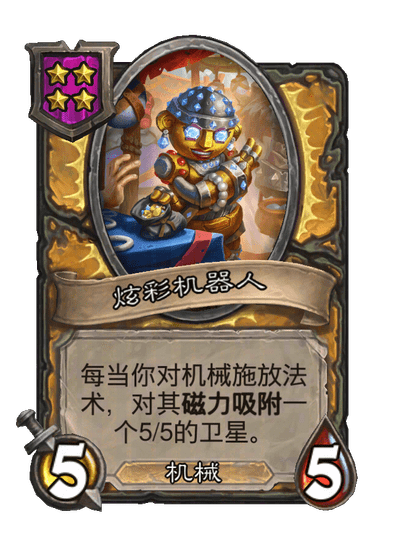 炫彩机器人
每当你对机械施放法
术，对其磁力吸附一
个5/5的卫星。
5
机械
5